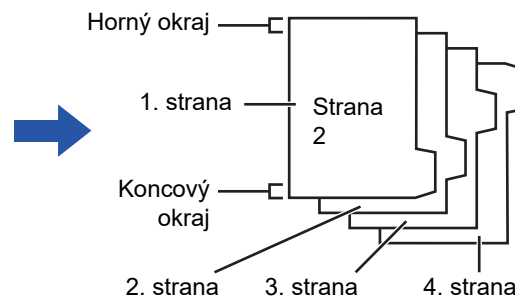 Horný okraj
1. strana
Strana
2
Koncový
okraj
2. strana
3. strana
4. strana